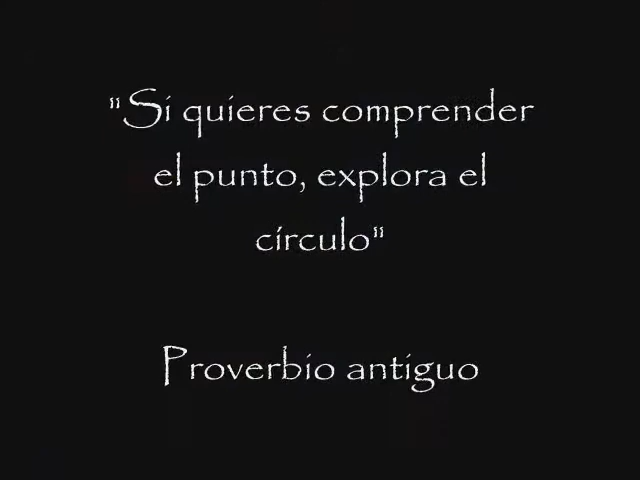 "Si quieres comprender
el punto, explora el
círculo"
Proverbio antiguo